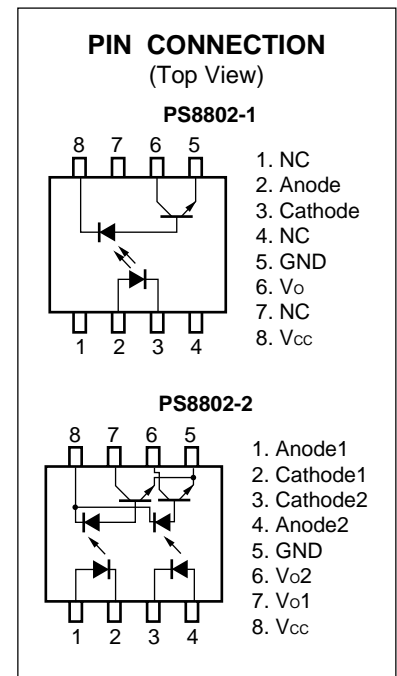 PIN CONNECTION
(Top View)
PS8802-1
8 7 6 5
1. NC
2. Anode
3. Cathode
4. NC
5. GND
6. Vo
7. NC
8. Vcc
1 2 3 4
PS8802-2
8 7 6 5
1. Anode1
2. Cathode1
3. Cathode2
4. Anode2
5. GND
6. Vo2
7. Vo1
8. Vcc
1 2 3 4